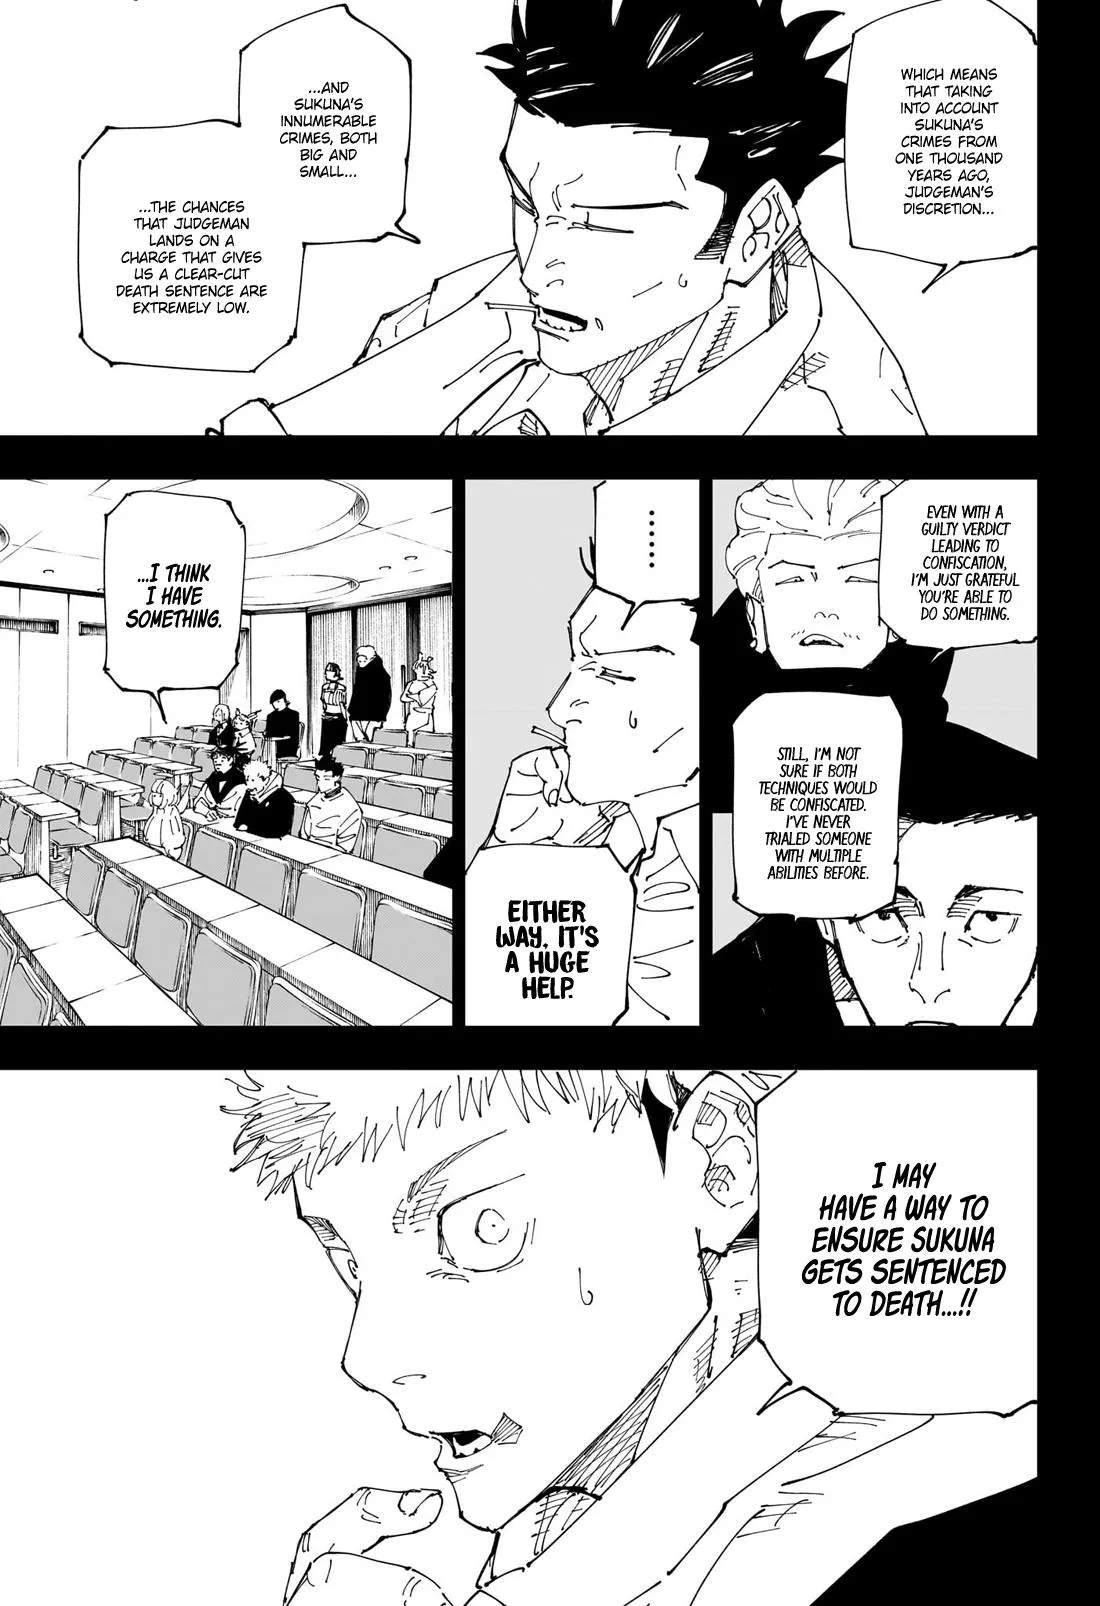 WHICH MEANS
THAT TAKING
INTO ACCOUNT
SUKUNA'S
CRIMES FROM
ONE THOUSAND
YEARS AGO,
JUDGEMAN'S
DISCRETION...
...AND
SUKUNA'S
INNUMERABLE
CRIMES, BOTH
BIG AND
SMALL...
...THE CHANCES
THAT JUDGEMAN
LANDS ON A
CHARGE THAT GIVES
US A CLEAR-CUT
DEATH SENTENCE ARE
EXTREMELY LOW.
EVEN WITH A
GUILTY VERDICT
LEADING TO
CONFISCATION,
I'M JUST GRATEFUL
YOU'RE ABLE TO
DO SOMETHING.
STILL, I'M NOT
SURE IF BOTH
TECHNIQUES WOULD
BE CONFISCATED.
I'VE NEVER
TRIALED SOMEONE
WITH MULTIPLE
ABILITIES BEFORE.
......
EITHER
WAY, IT'S
A HUGE
HELP.
...I THINK
I HAVE
SOMETHING.
I MAY
HAVE A WAY TO
ENSURE SUKUNA
GETS SENTENCED
TO DEATH...!!